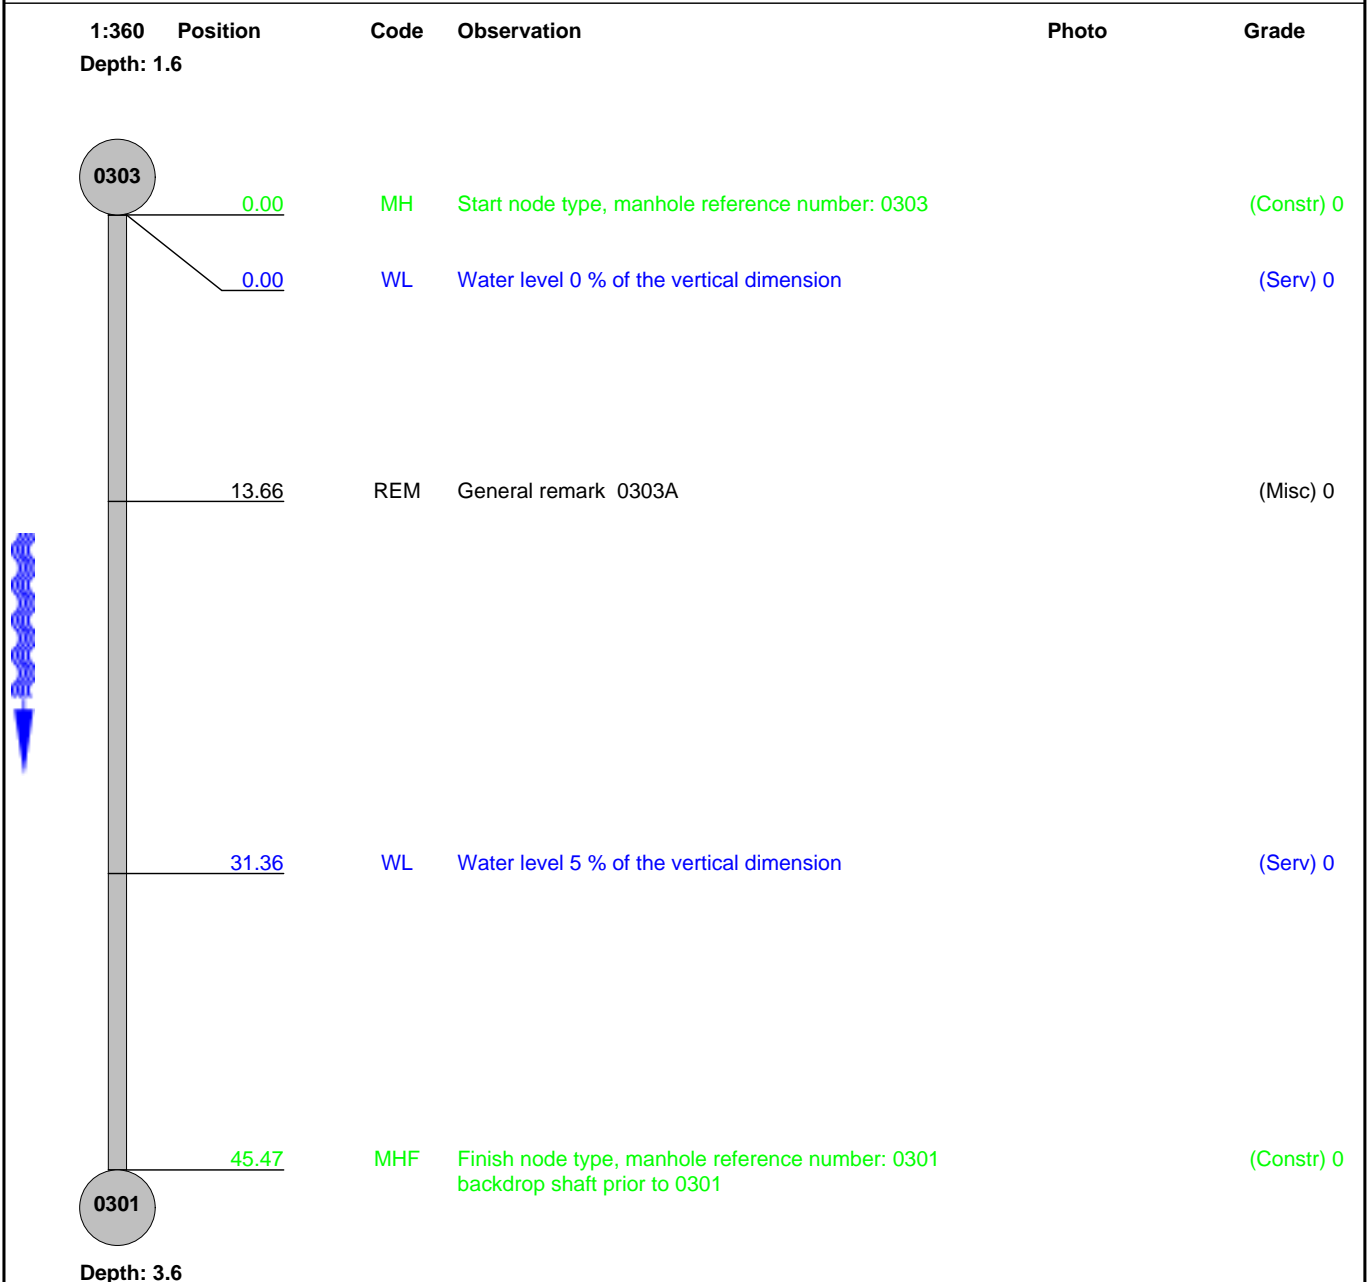 1:360 Position Code Observation Photo Grade
Depth: 1.6
0303
0.00 MH Start node type, manhole reference number: 0303 (Constr) 0
0.00 WL Water level 0 % of the vertical dimension (Serv) 0
13.66 REM General remark 0303A (Misc) 0
31.36 WL Water level 5 % of the vertical dimension (Serv) 0
45.47 MHF Finish node type, manhole reference number: 0301 (Constr) 0
backdrop shaft prior to 0301
0301
Depth: 3.6